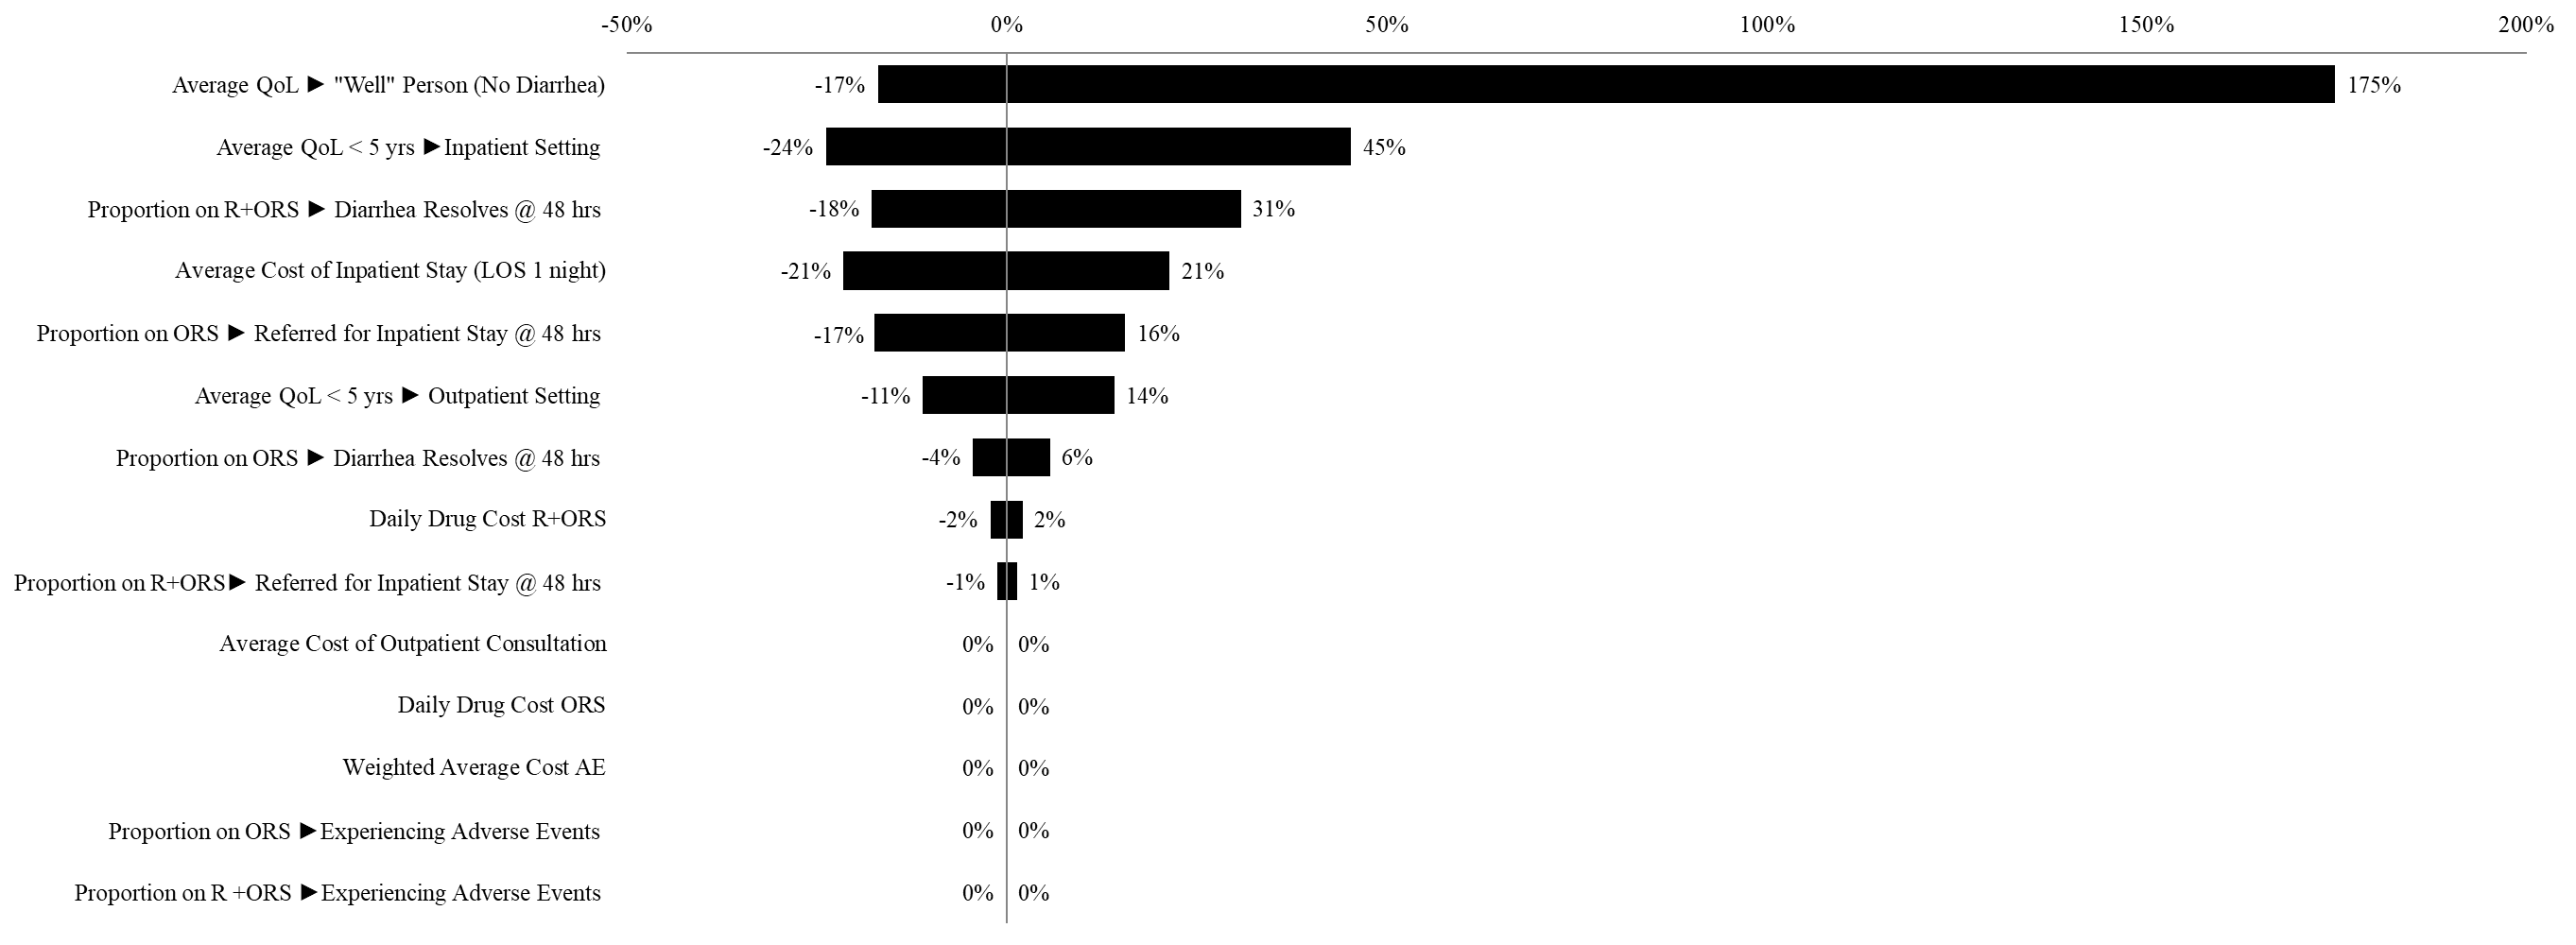 -50% 0% 50% 100% 150% 200%
Average QoL ► "Well" Person (No Diarrhea) -17% 175%
Average QoL < 5 yrs ►Inpatient Setting -24% 45%
Proportion on R+ORS ► Diarrhea Resolves @ 48 hrs -18% 31%
Average Cost of Inpatient Stay (LOS 1 night) -21% 21%
Proportion on ORS ► Referred for Inpatient Stay @ 48 hrs -17% 16%
Average QoL < 5 yrs ► Outpatient Setting -11% 14%
Proportion on ORS ► Diarrhea Resolves @ 48 hrs -4% 6%
Daily Drug Cost R+ORS -2% 2%
Proportion on R+ORS► Referred for Inpatient Stay @ 48 hrs -1% 1%
Average Cost of Outpatient Consultation 0% 0%
Daily Drug Cost ORS 0% 0%
Weighted Average Cost AE 0% 0%
Proportion on ORS ►Experiencing Adverse Events 0% 0%
Proportion on R +ORS ►Experiencing Adverse Events 0% 0%